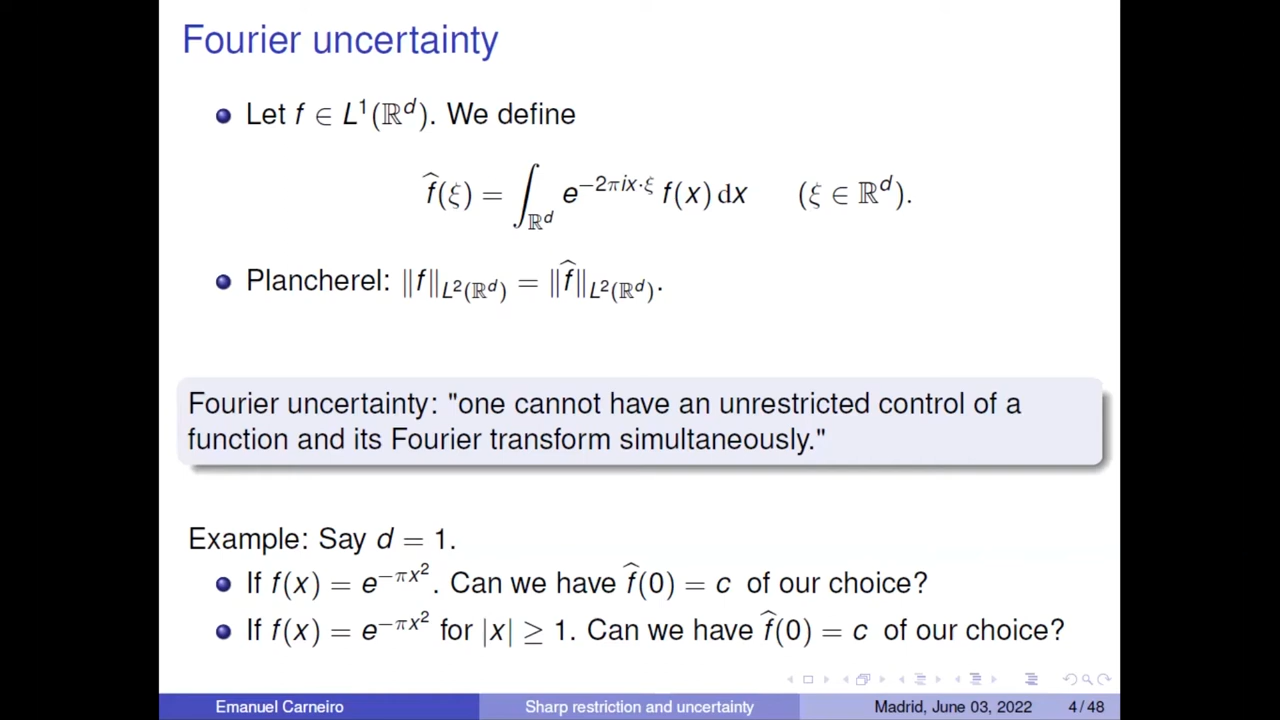 Fourier uncertainty
Let f ∈ L¹(ℝᵈ). We define
f̂(ξ) = ∫_{ℝᵈ} e^{−2πix·ξ} f(x) dx (ξ ∈ ℝᵈ).
Plancherel: ‖f‖_{L²(ℝᵈ)} = ‖f̂‖_{L²(ℝᵈ)}.
Fourier uncertainty: "one cannot have an unrestricted control of a
function and its Fourier transform simultaneously."
Example: Say d = 1.
If f(x) = e^{−πx²}. Can we have f̂(0) = c of our choice?
If f(x) = e^{−πx²} for |x| ≥ 1. Can we have f̂(0) = c of our choice?
Emanuel Carneiro Sharp restriction and uncertainty Madrid, June 03, 2022 4 / 48